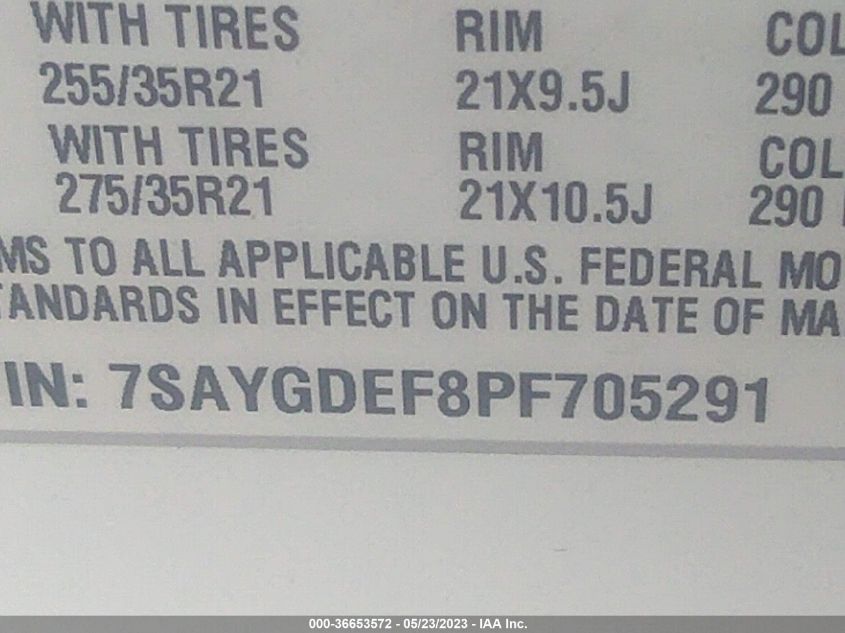 WITH TIRES RIM COL
255/35R21 21X9.5J 290
WITH TIRES RIM COL
275/35R21 21X10.5J 290
MS TO ALL APPLICABLE U.S. FEDERAL MO
TANDARDS IN EFFECT ON THE DATE OF MA
IN: 7SAYGDEF8PF705291
000-36653572 - 05/23/2023 - IAA Inc.